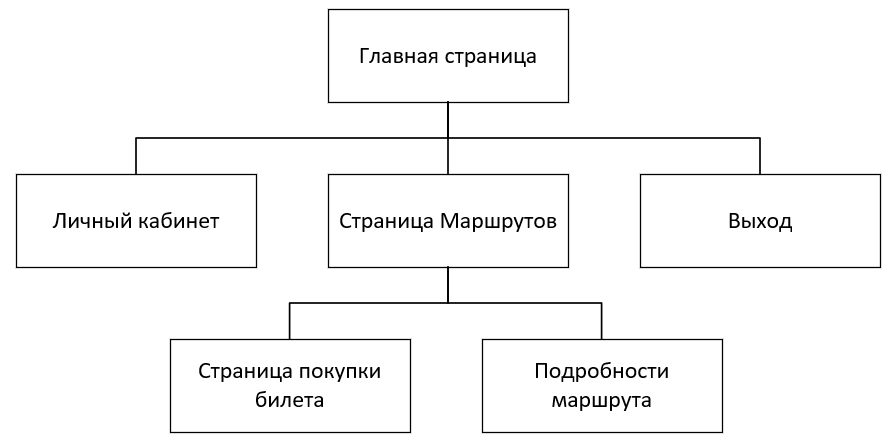 Главная страница
Личный кабинет
Страница Маршрутов
Выход
Страница покупки
билета
Подробности
маршрута